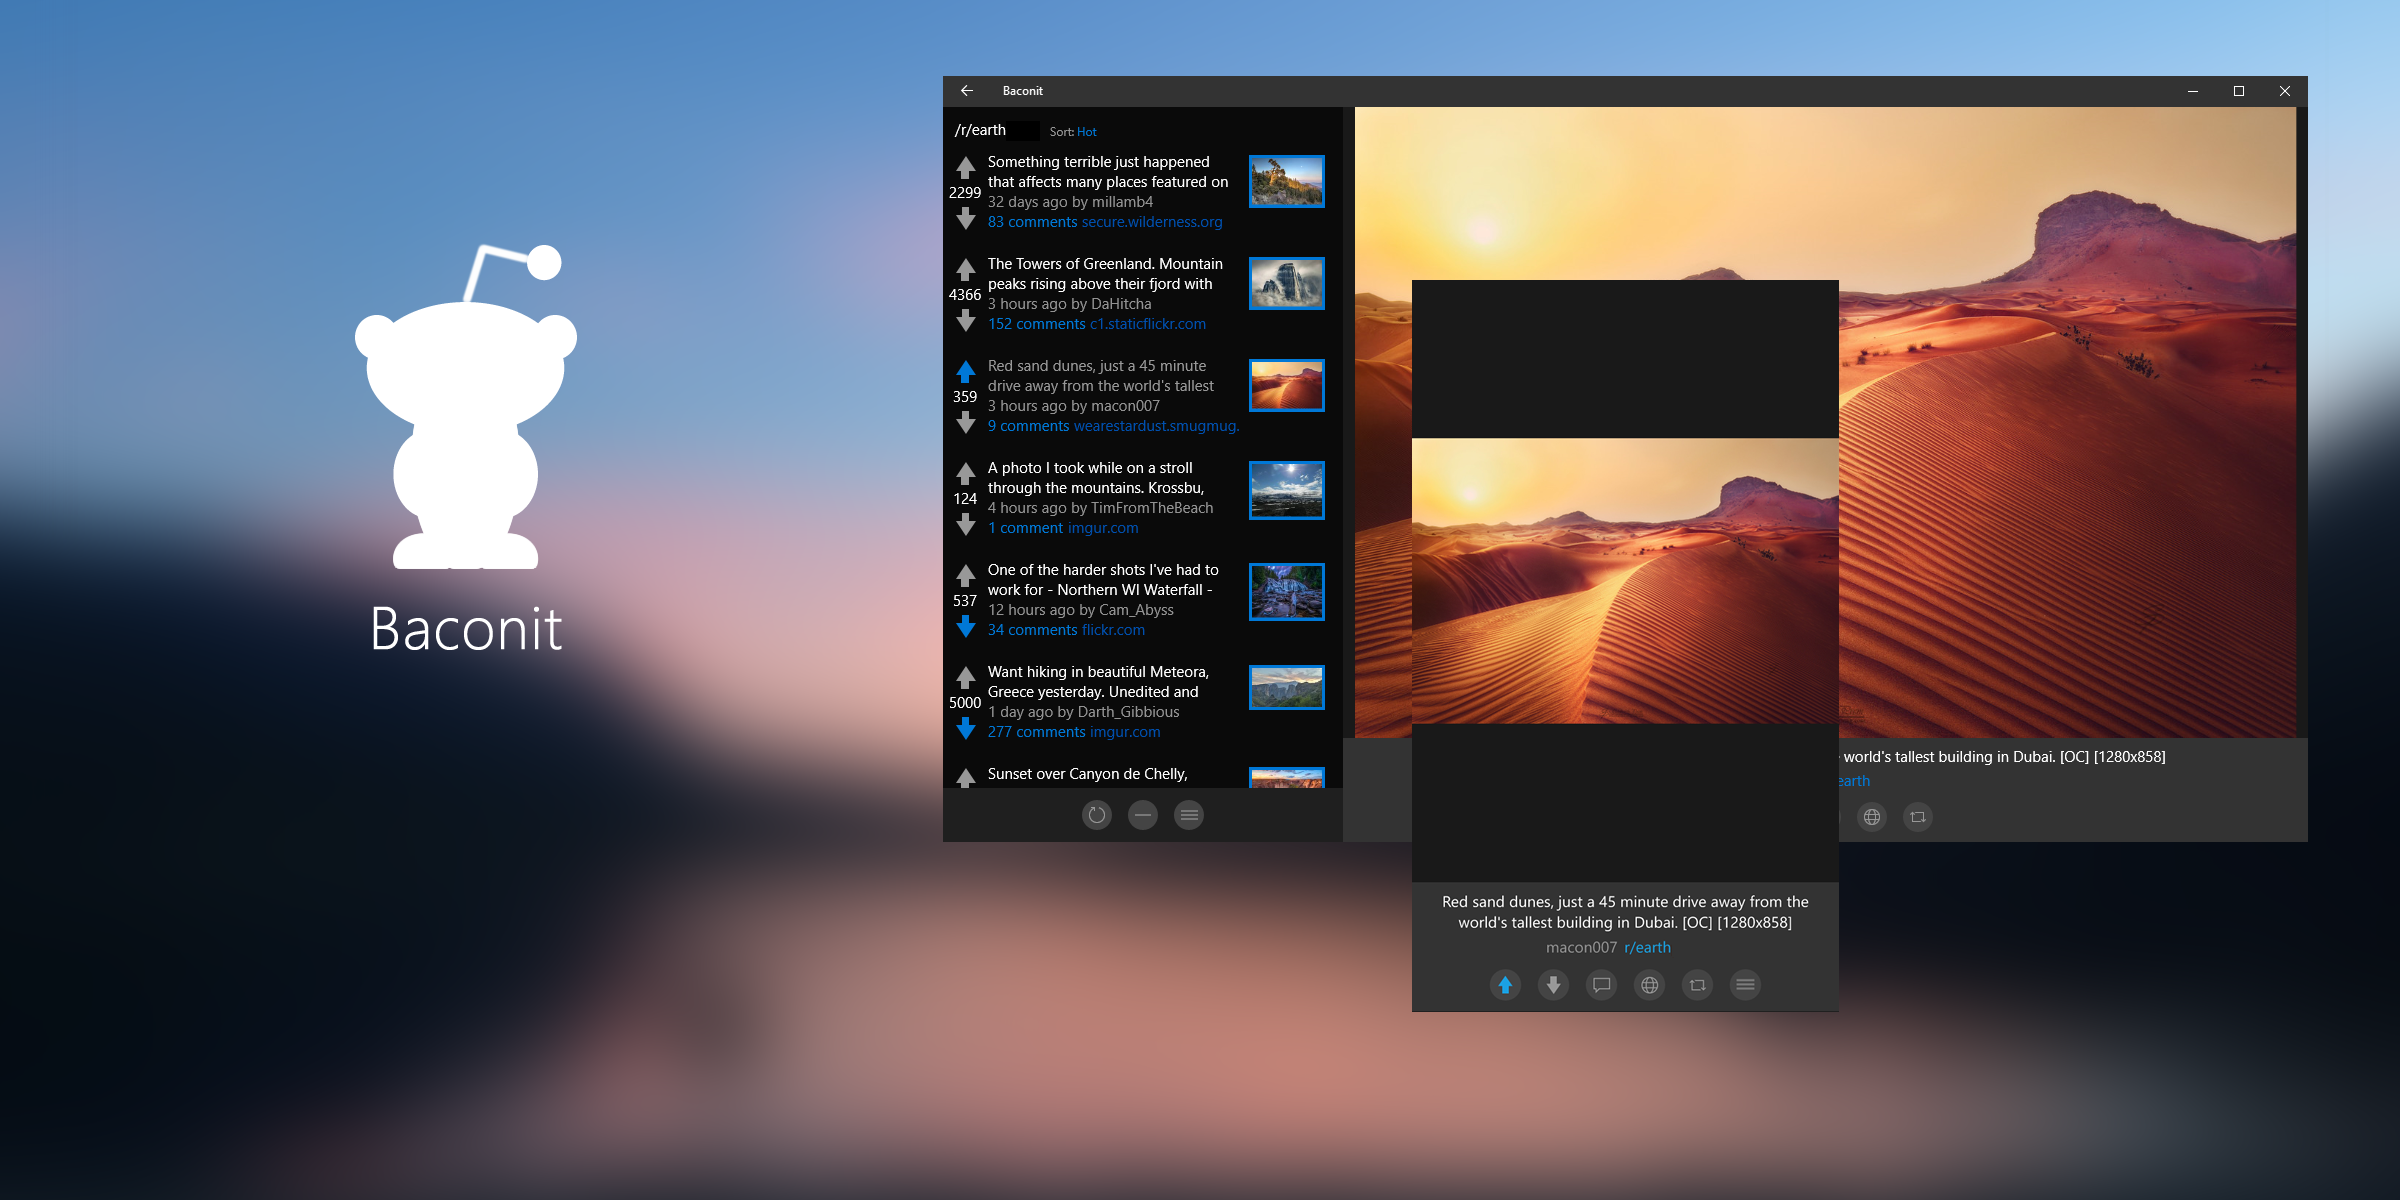 Baconit
Baconit
/r/earth Sort: Hot
Something terrible just happened
that affects many places featured on
2299
32 days ago by millamb4
83 comments secure.wilderness.org
The Towers of Greenland. Mountain
peaks rising above their fjord with
4366
3 hours ago by DaHitcha
152 comments c1.staticflickr.com
Red sand dunes, just a 45 minute
drive away from the world's tallest
359
3 hours ago by macon007
9 comments wearestardust.smugmug.
A photo I took while on a stroll
through the mountains. Krossbu,
124
4 hours ago by TimFromTheBeach
1 comment imgur.com
One of the harder shots I've had to
work for - Northern WI Waterfall -
537
12 hours ago by Cam_Abyss
34 comments flickr.com
Want hiking in beautiful Meteora,
Greece yesterday. Unedited and
5000
1 day ago by Darth_Gibbious
277 comments imgur.com
Sunset over Canyon de Chelly,
world's tallest building in Dubai. [OC] [1280x858]
earth
Red sand dunes, just a 45 minute drive away from the
world's tallest building in Dubai. [OC] [1280x858]
macon007 r/earth